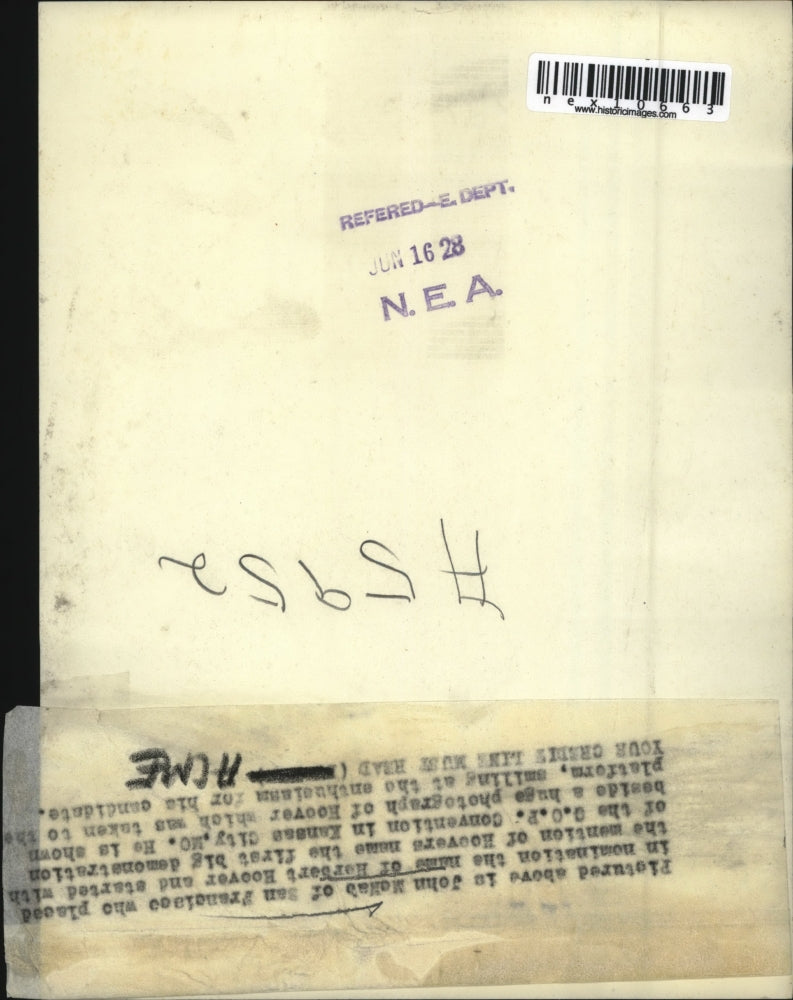 nex10663
www.historicimages.com
REFERED-E. DEPT.
JUN 16 28
N.E.A.
H5952
Pictured above is John McNab of San Francisco who placed
in nomination the name of Herbert Hoover and started with
the mention of Hoovers name the first big demonstration
of the G.O.P. Convention in Kansas City, MO. He is shown
beside a huge photograph of Hoover which was taken to the
platform, smiling at the enthusiasm for his candidate.
YOUR CREDIT LINE MUST READ ( ACME